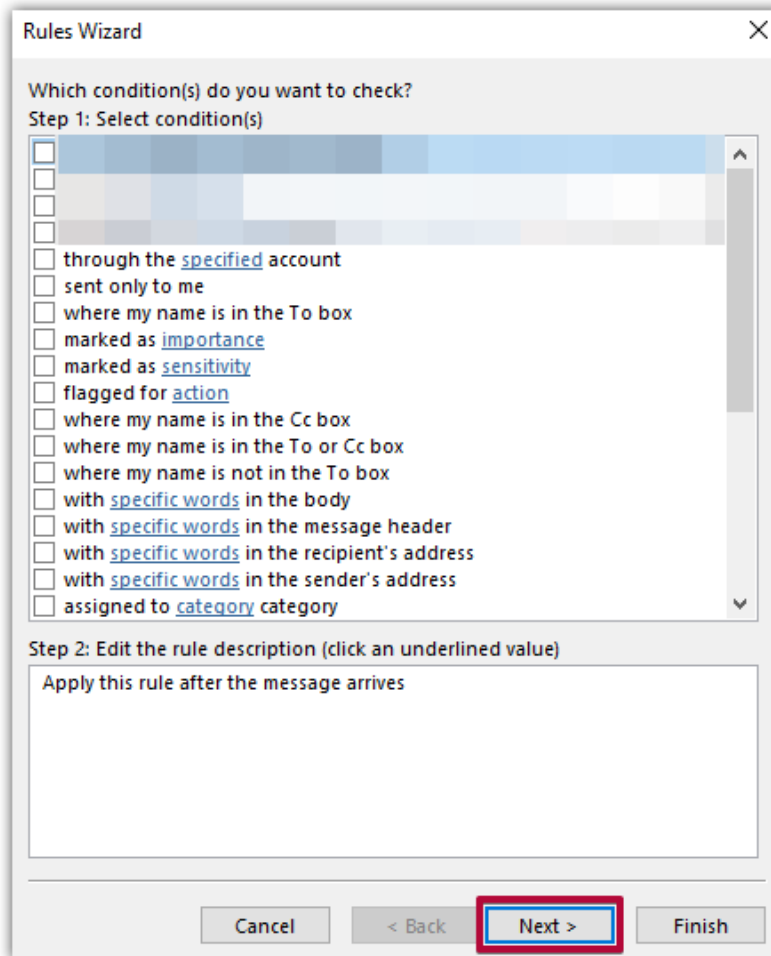 Rules Wizard
Which condition(s) do you want to check?
Step 1: Select condition(s)
through the specified account
sent only to me
where my name is in the To box
marked as importance
marked as sensitivity
flagged for action
where my name is in the Cc box
where my name is in the To or Cc box
where my name is not in the To box
with specific words in the body
with specific words in the message header
with specific words in the recipient's address
with specific words in the sender's address
assigned to category category
Step 2: Edit the rule description (click an underlined value)
Apply this rule after the message arrives
Cancel < Back Next > Finish